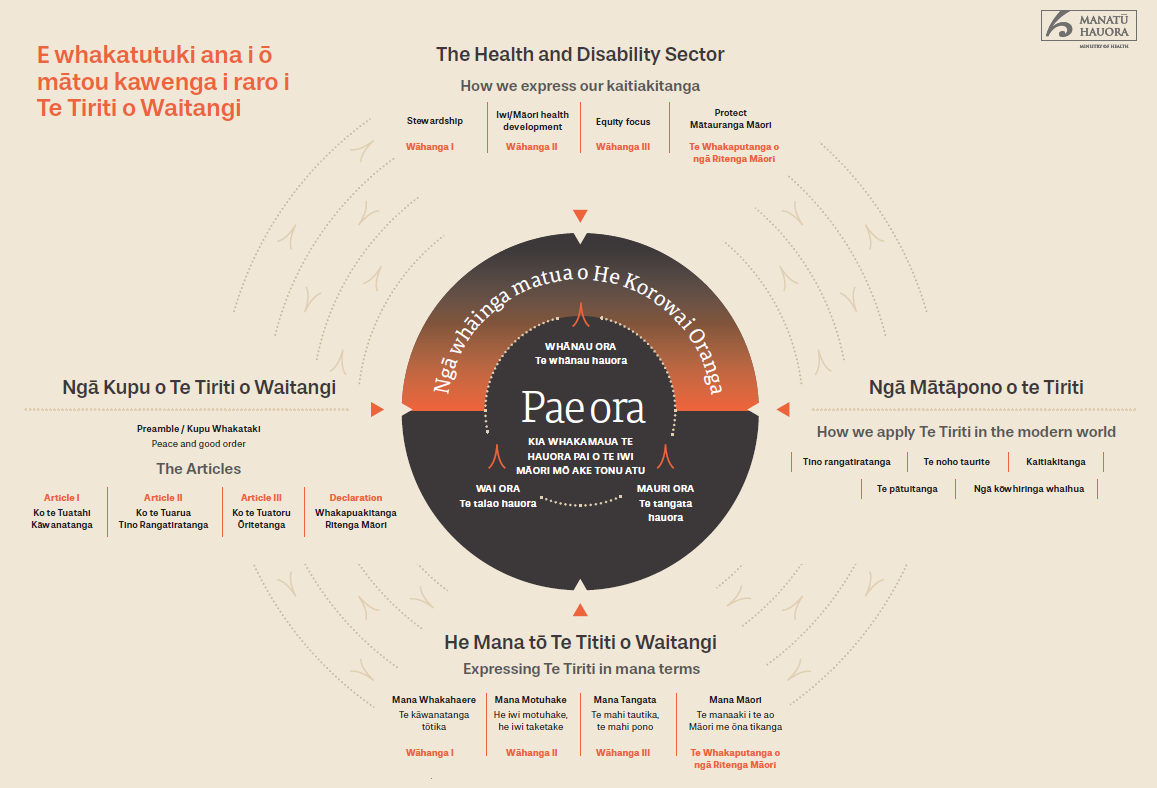 E whakatutuki ana i ō
mātou kawenga i raro i
Te Tiriti o Waitangi
MANATŪ
HAUORA
MINISTRY OF HEALTH
The Health and Disability Sector
How we express our kaitiakitanga
Stewardship
Wāhanga I
Iwi/Māori health
development
Wāhanga II
Equity focus
Wāhanga III
Protect
Mātauranga Māori
Te Whakaputanga o
ngā Ritenga Māori
Ngā whāinga matua o He Korowai Oranga
WHĀNAU ORA
Te whānau hauora
Pae ora
KIA WHAKAMAUA TE
HAUORA PAI O TE IWI
MĀORI MŌ AKE TONU ATU
WAI ORA
Te taiao hauora
MAURI ORA
Te tangata
hauora
Ngā Kupu o Te Tiriti o Waitangi
Preamble / Kupu Whakataki
Peace and good order
The Articles
Article I
Ko te Tuatahi
Kāwanatanga
Article II
Ko te Tuarua
Tino Rangatiratanga
Article III
Ko te Tuatoru
Ōritetanga
Declaration
Whakapuakitanga
Ritenga Māori
Ngā Mātāpono o te Tiriti
How we apply Te Tiriti in the modern world
Tino rangatiratanga
Te noho taurite
Kaitiakitanga
Te pātuitanga
Ngā kōwhiringa whaihua
He Mana tō Te Tititi o Waitangi
Expressing Te Tiriti in mana terms
Mana Whakahaere
Te kāwanatanga
tōtika
Wāhanga I
Mana Motuhake
He iwi motuhake,
he iwi taketake
Wāhanga II
Mana Tangata
Te mahi tautika,
te mahi pono
Wāhanga III
Mana Māori
Te manaaki i te ao
Māori me ōna tikanga
Te Whakaputanga o
ngā Ritenga Māori